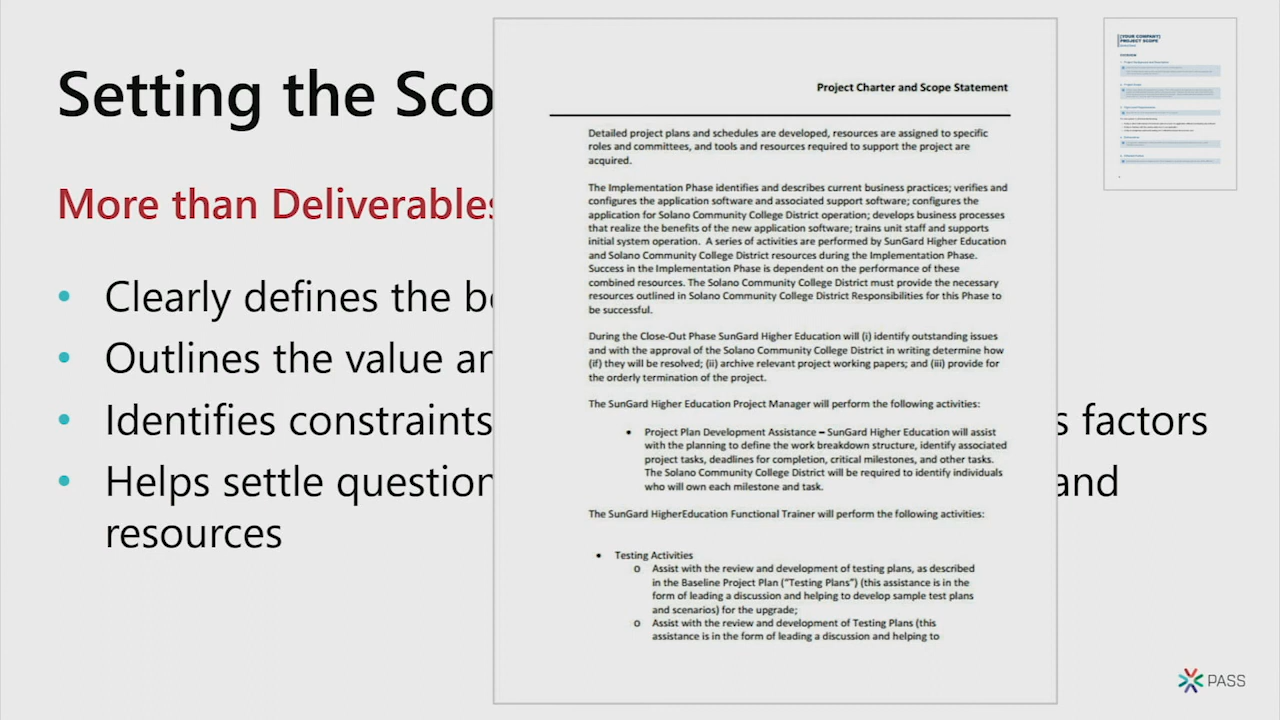 Setting the Sco
More than Deliverables
• Clearly defines the b
• Outlines the value an
• Identifies constraints s factors
• Helps settle question and
resources
Project Charter and Scope Statement
Detailed project plans and schedules are developed, resources are assigned to specific
roles and committees, and tools and resources required to support the project are
acquired.
The Implementation Phase identifies and describes current business practices; verifies and
configures the application software and associated support software; configures the
application for Solano Community College District operation; develops business processes
that realize the benefits of the new application software; trains unit staff and supports
initial system operation. A series of activities are performed by SunGard Higher Education
and Solano Community College District resources during the Implementation Phase.
Success in the Implementation Phase is dependent on the performance of these
combined resources. The Solano Community College District must provide the necessary
resources outlined in Solano Community College District Responsibilities for this Phase to
be successful.
During the Close-Out Phase SunGard Higher Education will (i) identify outstanding issues
and with the approval of the Solano Community College District in writing determine how
(if) they will be resolved; (ii) archive relevant project working papers; and (iii) provide for
the orderly termination of the project.
The SunGard Higher Education Project Manager will perform the following activities:
• Project Plan Development Assistance – SunGard Higher Education will assist
with the planning to define the work breakdown structure, identify associated
project tasks, deadlines for completion, critical milestones, and other tasks.
The Solano Community College District will be required to identify individuals
who will own each milestone and task.
The SunGard HigherEducation Functional Trainer will perform the following activities:
• Testing Activities
o Assist with the review and development of testing plans, as described
in the Baseline Project Plan ("Testing Plans") (this assistance is in the
form of leading a discussion and helping to develop sample test plans
and scenarios) for the upgrade;
o Assist with the review and development of Testing Plans (this
assistance is in the form of leading a discussion and helping to
[YOUR COMPANY]
PROJECT SCOPE
PASS